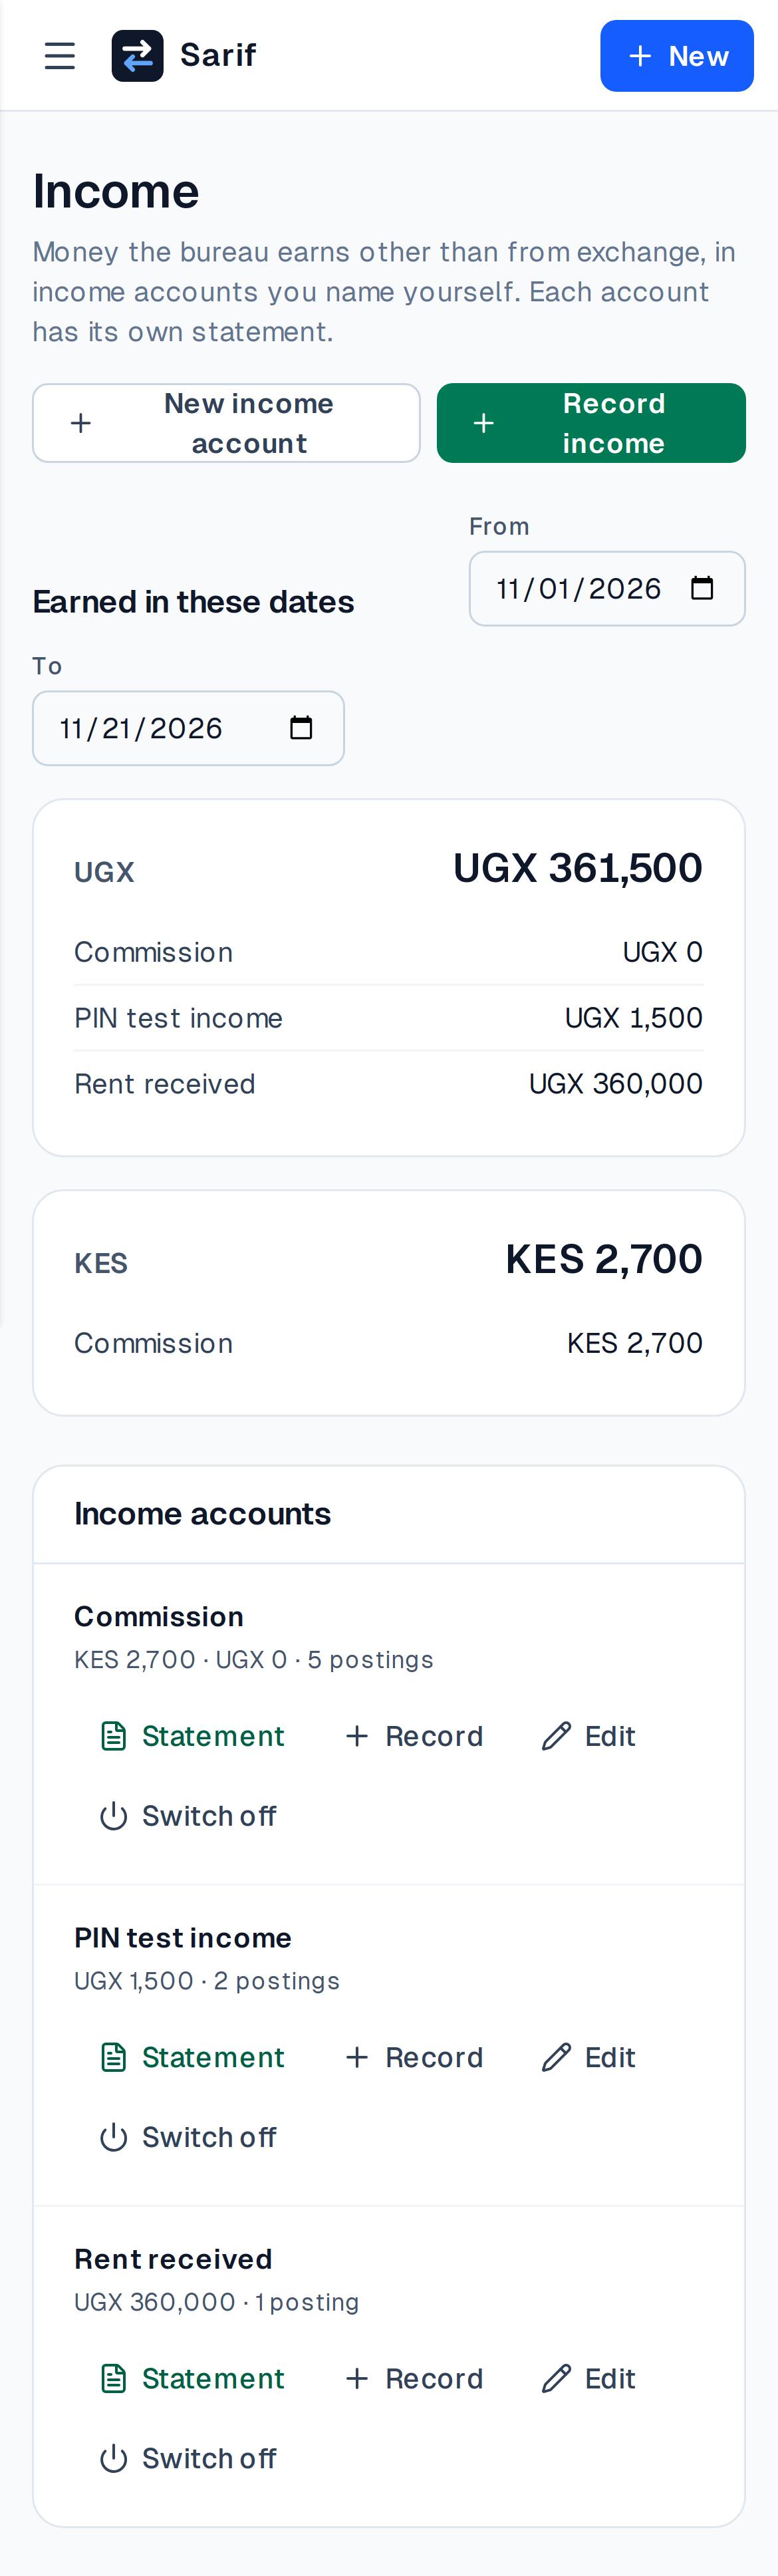 Sarif
New
Income
Money the bureau earns other than from exchange, in
income accounts you name yourself. Each account
has its own statement.
New income
account
Record
income
From
11/01/2026
Earned in these dates
To
11/21/2026
UGX
UGX 361,500
Commission
UGX 0
PIN test income
UGX 1,500
Rent received
UGX 360,000
KES
KES 2,700
Commission
KES 2,700
Income accounts
Commission
KES 2,700 · UGX 0 · 5 postings
Statement
Record
Edit
Switch off
PIN test income
UGX 1,500 · 2 postings
Statement
Record
Edit
Switch off
Rent received
UGX 360,000 · 1 posting
Statement
Record
Edit
Switch off